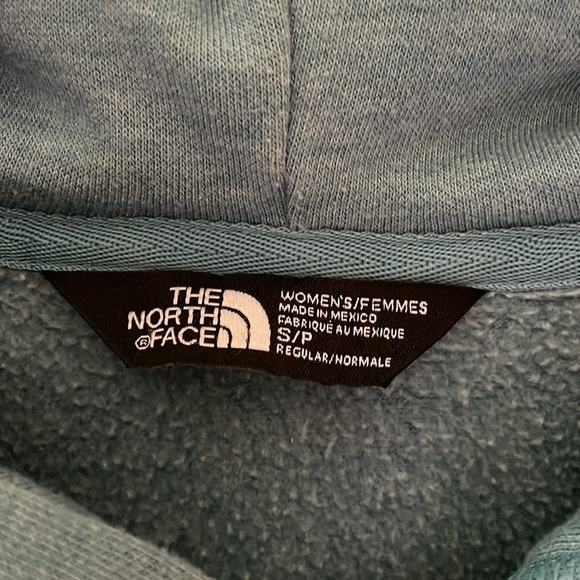 THE
NORTH
®FACE
WOMEN'S/FEMMES
MADE IN MEXICO
FABRIQUÉ AU MEXIQUE
S/P
REGULAR/NORMALE